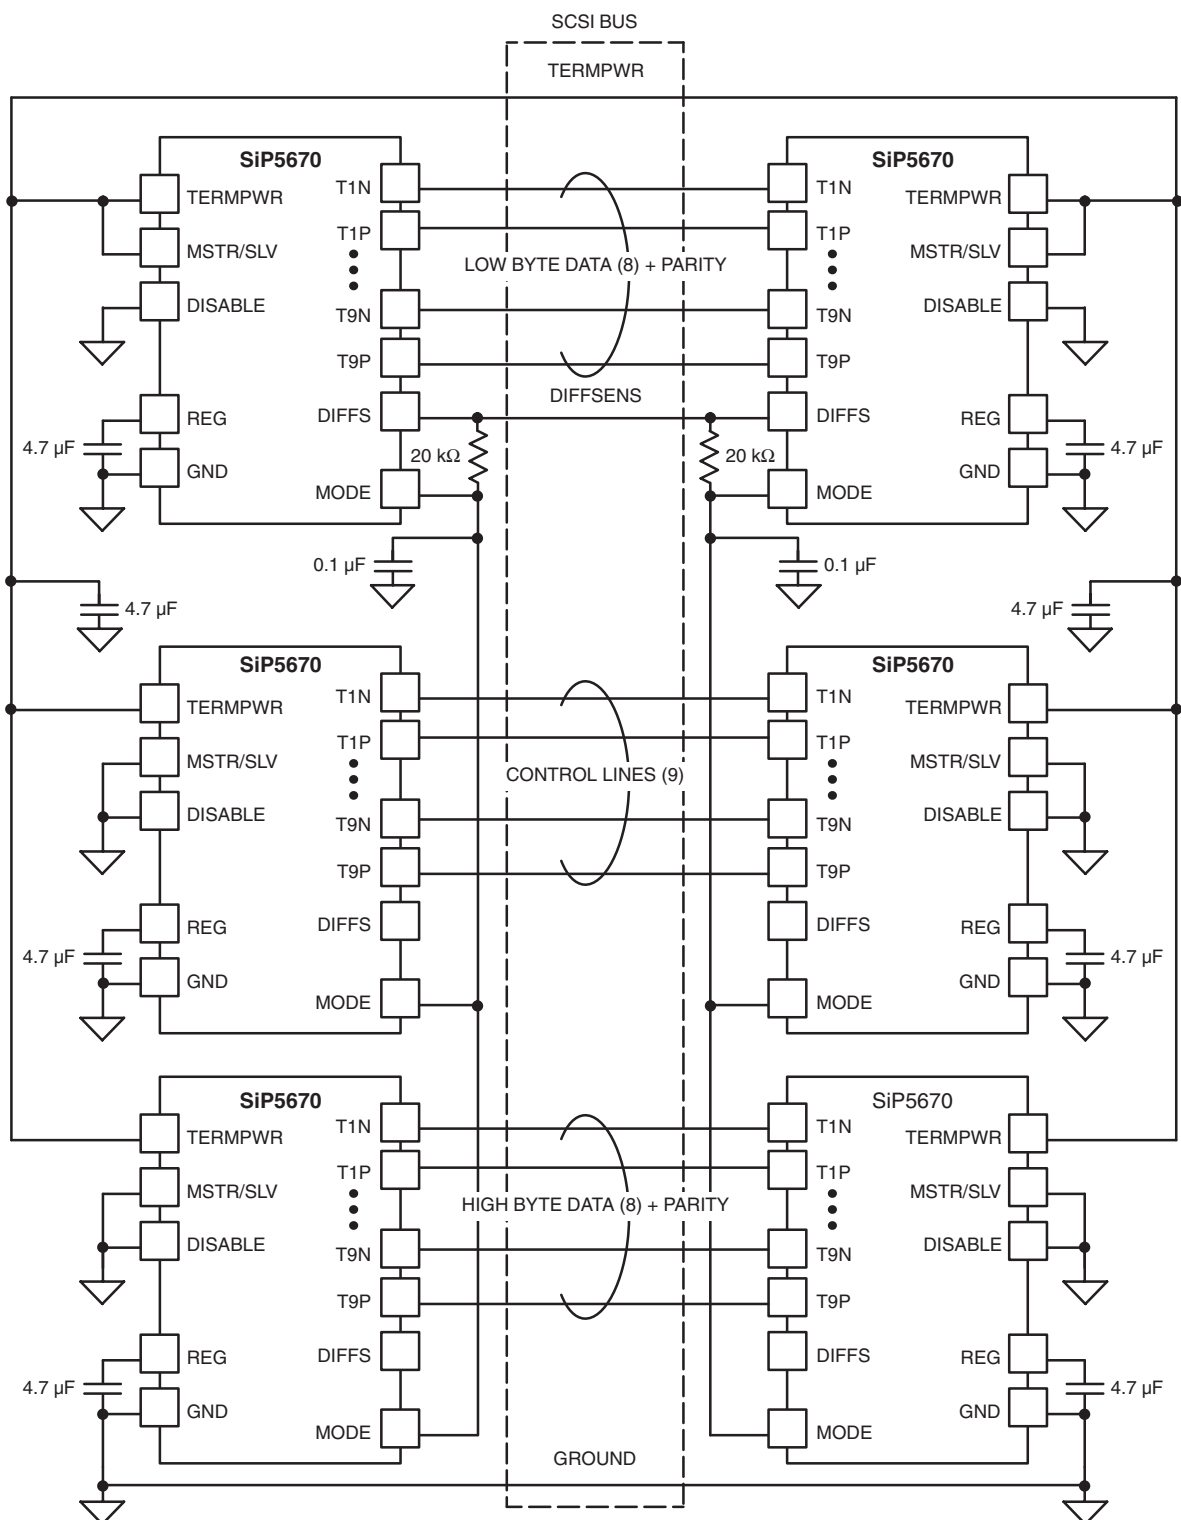 SCSI BUS
TERMPWR
SiP5670
TERMPWR
MSTR/SLV
DISABLE
REG
GND
T1N
T1P
T9N
T9P
DIFFS
MODE
4.7 µF
LOW BYTE DATA (8) + PARITY
DIFFSENS
20 kΩ
20 kΩ
SiP5670
T1N
T1P
T9N
T9P
DIFFS
MODE
TERMPWR
MSTR/SLV
DISABLE
REG
GND
4.7 µF
0.1 µF
0.1 µF
4.7 µF
4.7 µF
SiP5670
TERMPWR
MSTR/SLV
DISABLE
REG
GND
T1N
T1P
T9N
T9P
DIFFS
MODE
4.7 µF
CONTROL LINES (9)
SiP5670
T1N
T1P
T9N
T9P
DIFFS
MODE
TERMPWR
MSTR/SLV
DISABLE
REG
GND
4.7 µF
SiP5670
TERMPWR
MSTR/SLV
DISABLE
REG
GND
T1N
T1P
T9N
T9P
DIFFS
MODE
4.7 µF
HIGH BYTE DATA (8) + PARITY
SiP5670
T1N
T1P
T9N
T9P
DIFFS
MODE
TERMPWR
MSTR/SLV
DISABLE
REG
GND
4.7 µF
GROUND